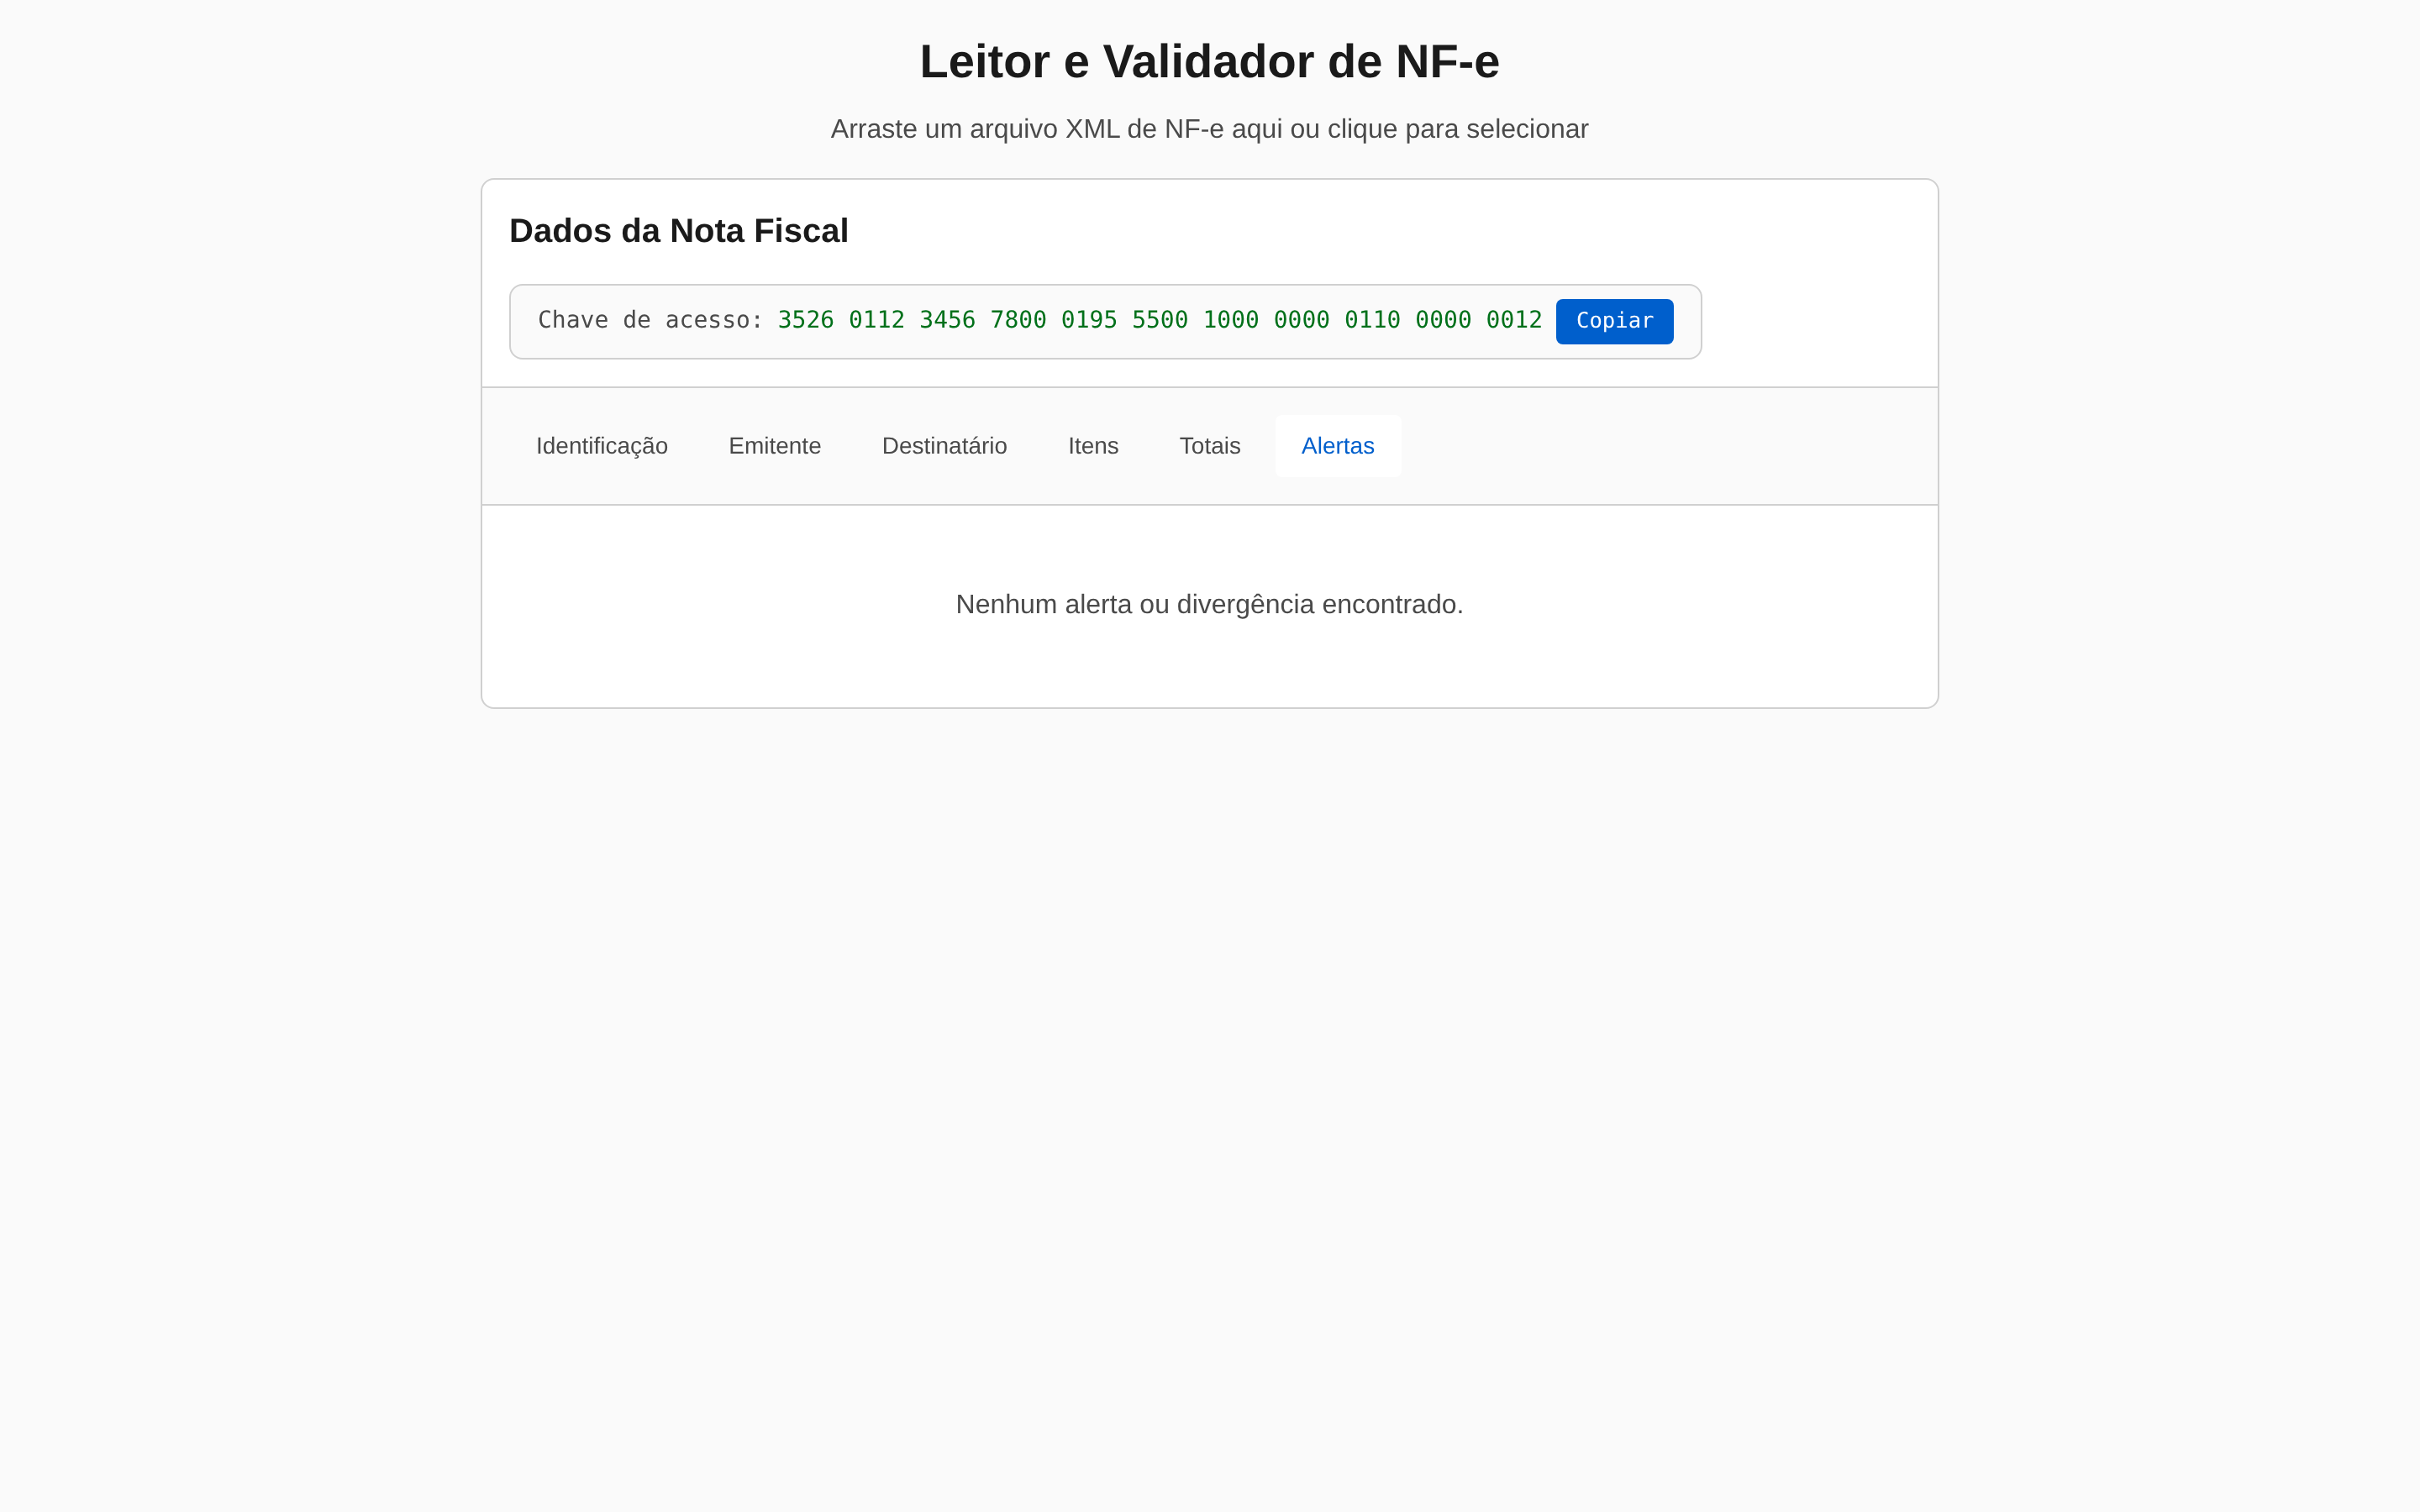 Leitor e Validador de NF-e
Arraste um arquivo XML de NF-e aqui ou clique para selecionar
Dados da Nota Fiscal
Chave de acesso: 3526 0112 3456 7800 0195 5500 1000 0000 0110 0000 0012 Copiar
Identificação Emitente Destinatário Itens Totais Alertas
Nenhum alerta ou divergência encontrado.